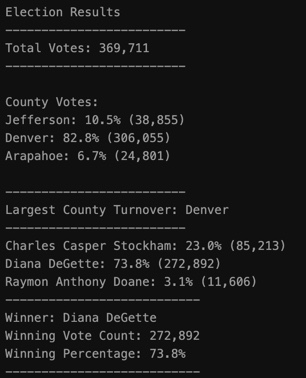 Election Results
-------------------------
Total Votes: 369,711
-------------------------
County Votes:
Jefferson: 10.5% (38,855)
Denver: 82.8% (306,055)
Arapahoe: 6.7% (24,801)
-------------------------
Largest County Turnover: Denver
-------------------------
Charles Casper Stockham: 23.0% (85,213)
Diana DeGette: 73.8% (272,892)
Raymon Anthony Doane: 3.1% (11,606)
---------------------------
Winner: Diana DeGette
Winning Vote Count: 272,892
Winning Percentage: 73.8%
---------------------------